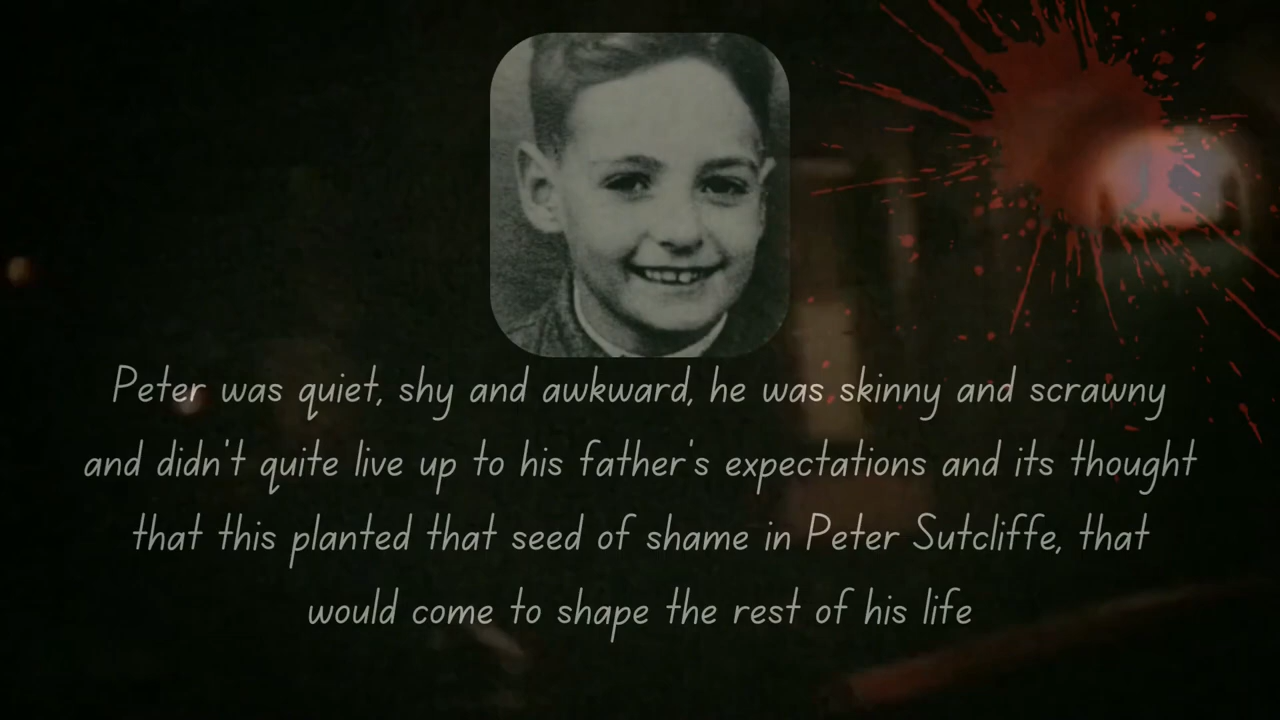 Peter was quiet, shy and awkward, he was skinny and scrawny
and didn't quite live up to his father's expectations and its thought
that this planted that seed of shame in Peter Sutcliffe, that
would come to shape the rest of his life